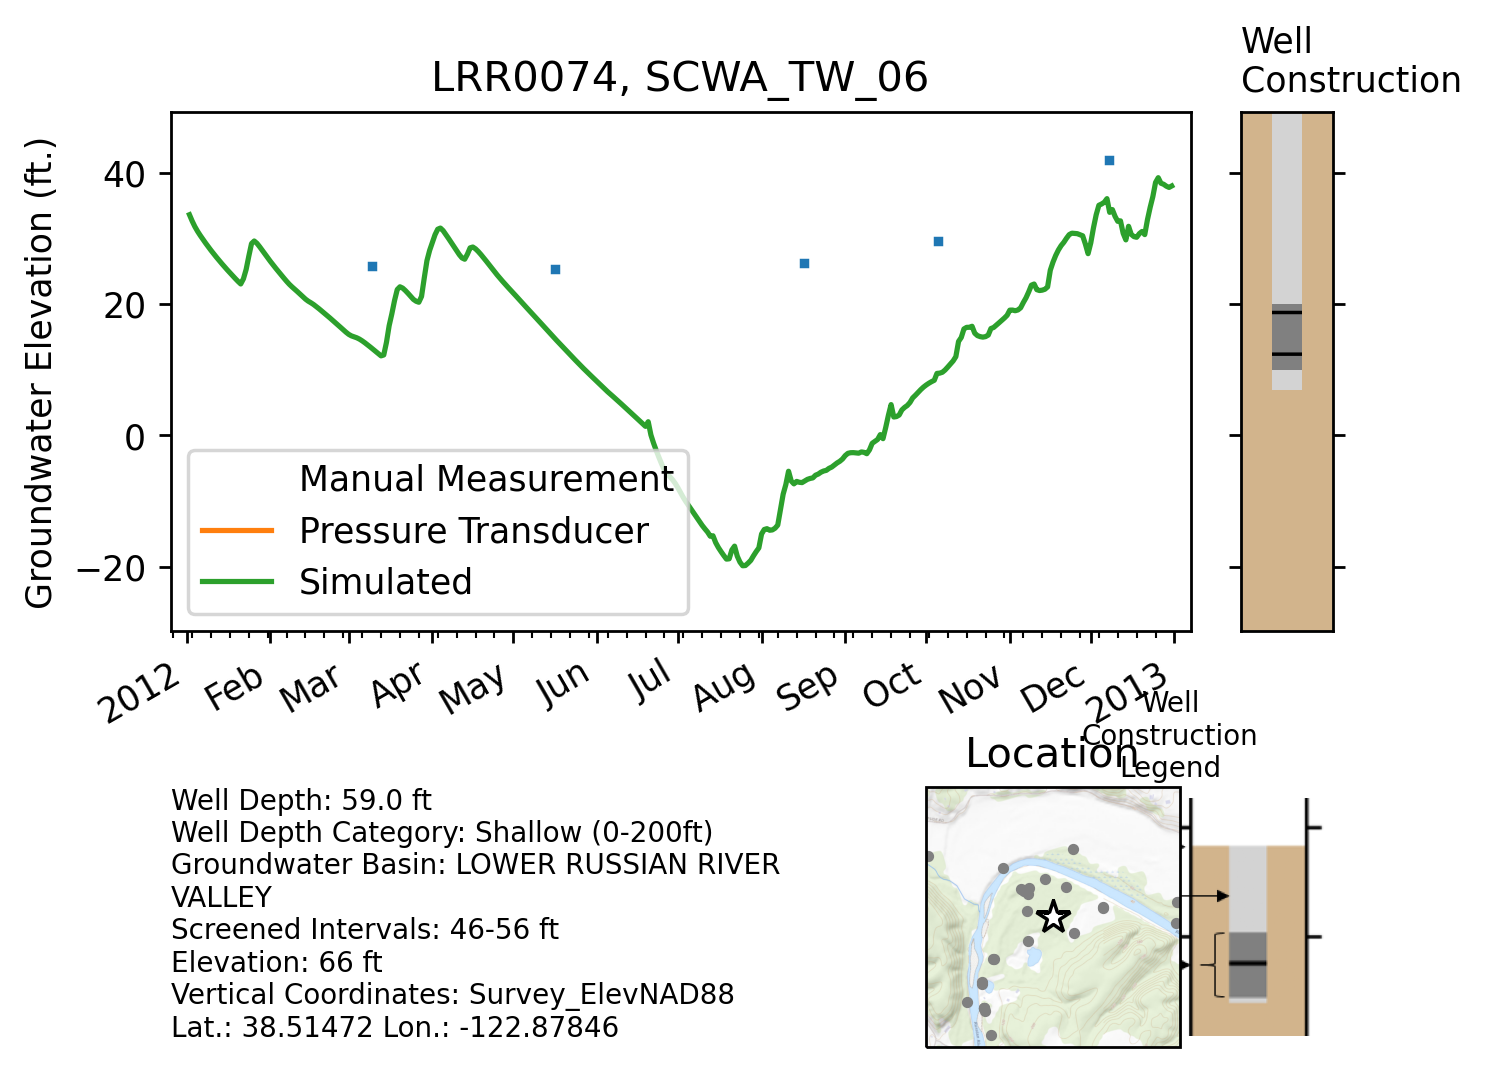 Well
Construction
LRR0074, SCWA_TW_06
Groundwater Elevation (ft.)
40
20
0
−20
Manual Measurement
Pressure Transducer
Simulated
2012
Feb
Mar
Apr
May
Jun
Jul
Aug
Sep
Oct
Nov
Dec
2013
Well
Construction
Legend
Location
Well Depth: 59.0 ft
Well Depth Category: Shallow (0-200ft)
Groundwater Basin: LOWER RUSSIAN RIVER
VALLEY
Screened Intervals: 46-56 ft
Elevation: 66 ft
Vertical Coordinates: Survey_ElevNAD88
Lat.: 38.51472 Lon.: -122.87846